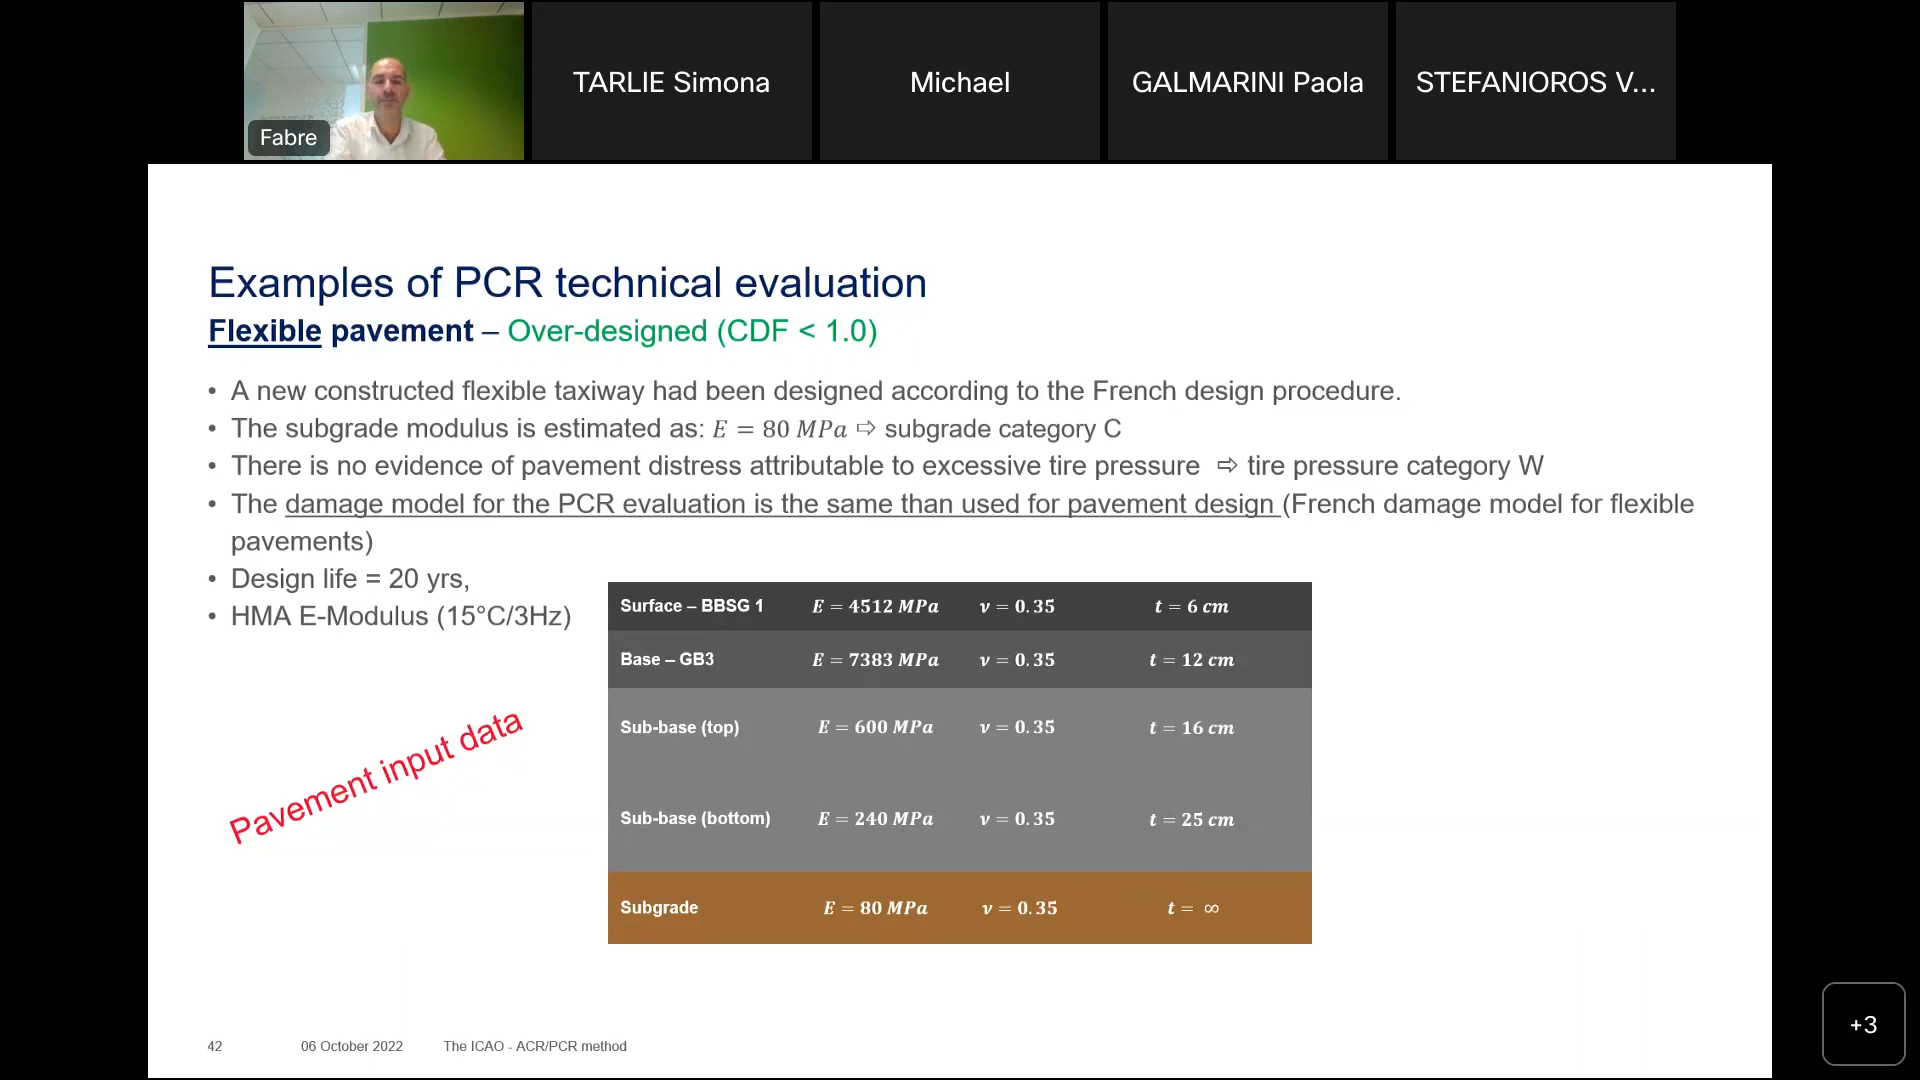 Fabre
TARLIE Simona
Michael
GALMARINI Paola
STEFANIOROS V...
Examples of PCR technical evaluation
Flexible pavement – Over-designed (CDF < 1.0)
• A new constructed flexible taxiway had been designed according to the French design procedure.
• The subgrade modulus is estimated as: E = 80 MPa ⇨ subgrade category C
• There is no evidence of pavement distress attributable to excessive tire pressure ⇨ tire pressure category W
• The damage model for the PCR evaluation is the same than used for pavement design (French damage model for flexible
pavements)
• Design life = 20 yrs,
• HMA E-Modulus (15°C/3Hz)
Surface – BBSG 1 E = 4512 MPa ν = 0.35 t = 6 cm
Base – GB3 E = 7383 MPa ν = 0.35 t = 12 cm
Sub-base (top) E = 600 MPa ν = 0.35 t = 16 cm
Sub-base (bottom) E = 240 MPa ν = 0.35 t = 25 cm
Subgrade E = 80 MPa ν = 0.35 t = ∞
Pavement input data
42 06 October 2022 The ICAO - ACR/PCR method
+3